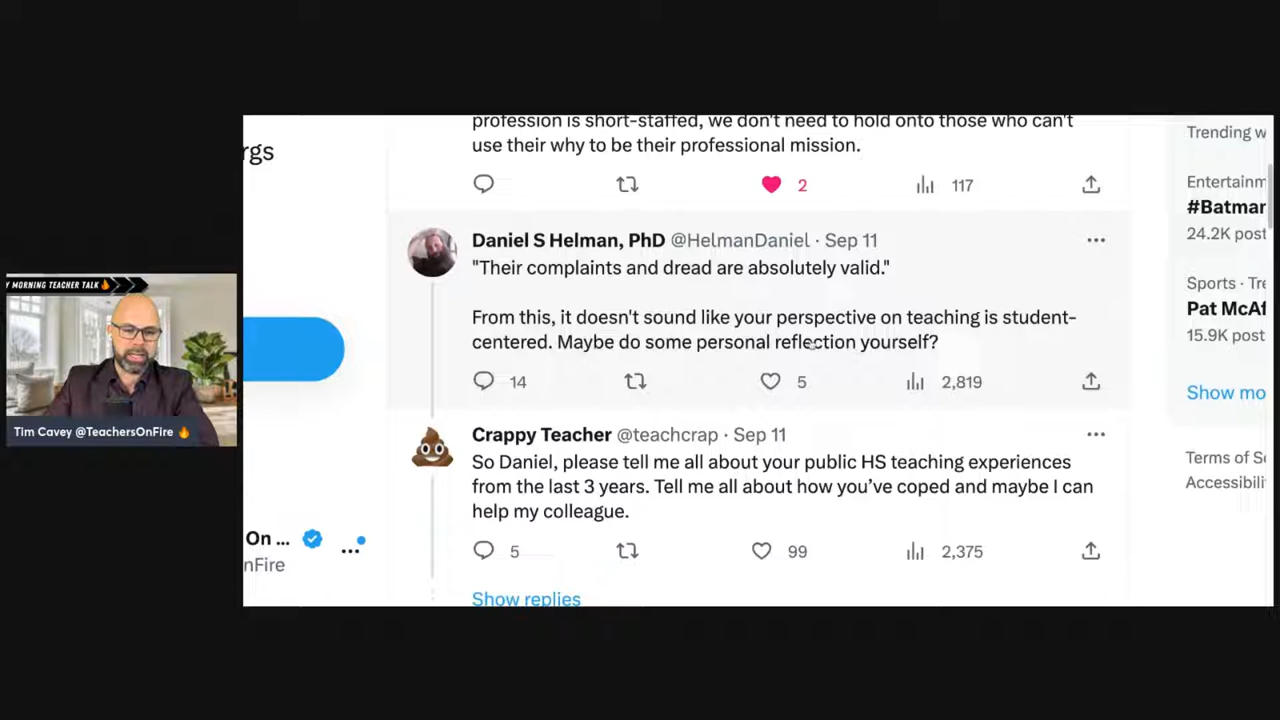 Y MORNING TEACHER TALK🔥
Tim Cavey @TeachersOnFire 🔥
rgs
On ...
nFire
profession is short-staffed, we don't need to hold onto those who can't
use their why to be their professional mission.
2
117
Daniel S Helman, PhD @HelmanDaniel · Sep 11
"Their complaints and dread are absolutely valid."
From this, it doesn't sound like your perspective on teaching is student-
centered. Maybe do some personal reflection yourself?
14
5
2,819
Crappy Teacher @teachcrap · Sep 11
So Daniel, please tell me all about your public HS teaching experiences
from the last 3 years. Tell me all about how you’ve coped and maybe I can
help my colleague.
5
99
2,375
Show replies
Trending w
Entertainm
#Batmar
24.2K post
Sports · Tre
Pat McAf
15.9K post
Show mo
Terms of Se
Accessibili